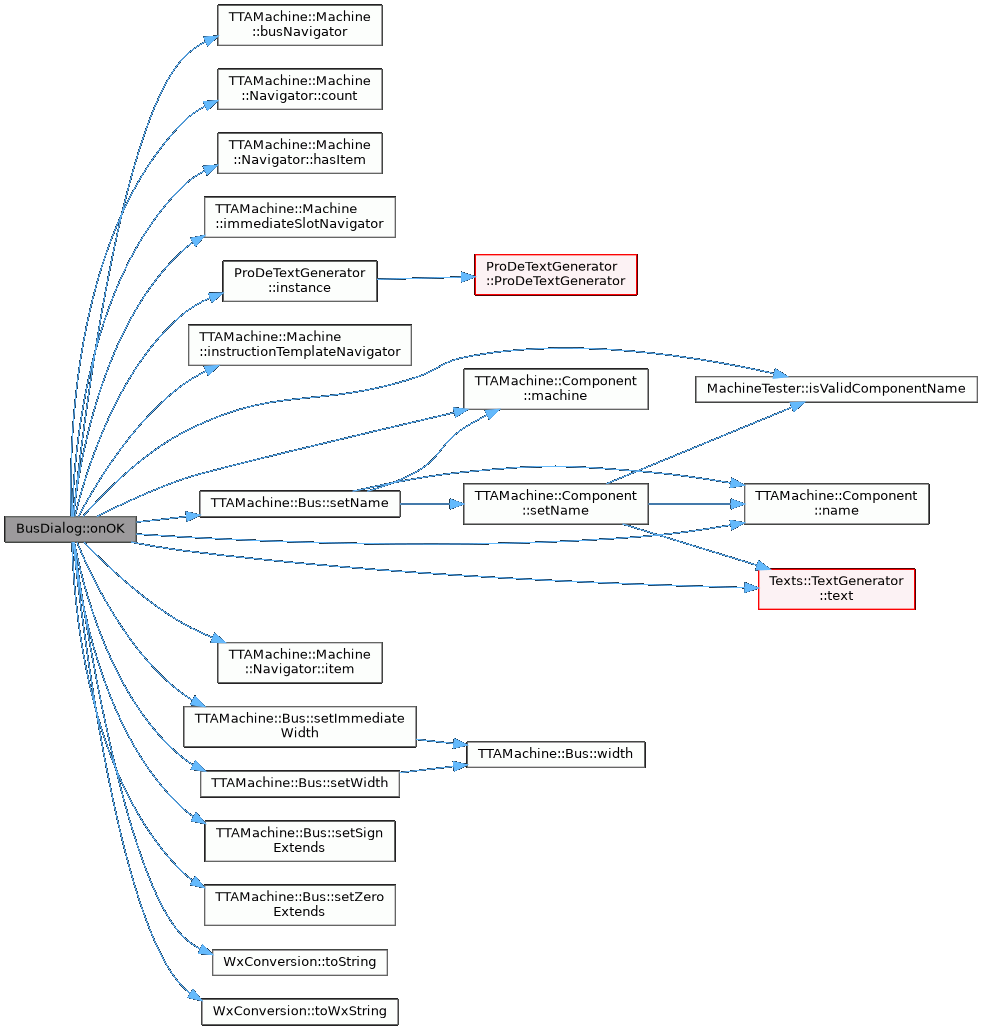 TTAMachine::Machine
::busNavigator
TTAMachine::Machine
::Navigator::count
TTAMachine::Machine
::Navigator::hasItem
TTAMachine::Machine
::immediateSlotNavigator
ProDeTextGenerator
::instance
ProDeTextGenerator
::ProDeTextGenerator
TTAMachine::Machine
::instructionTemplateNavigator
TTAMachine::Component
::machine
MachineTester::isValidComponentName
TTAMachine::Bus::setName
TTAMachine::Component
::setName
TTAMachine::Component
::name
BusDialog::onOK
Texts::TextGenerator
::text
TTAMachine::Machine
::Navigator::item
TTAMachine::Bus::setImmediate
Width
TTAMachine::Bus::width
TTAMachine::Bus::setWidth
TTAMachine::Bus::setSign
Extends
TTAMachine::Bus::setZero
Extends
WxConversion::toString
WxConversion::toWxString